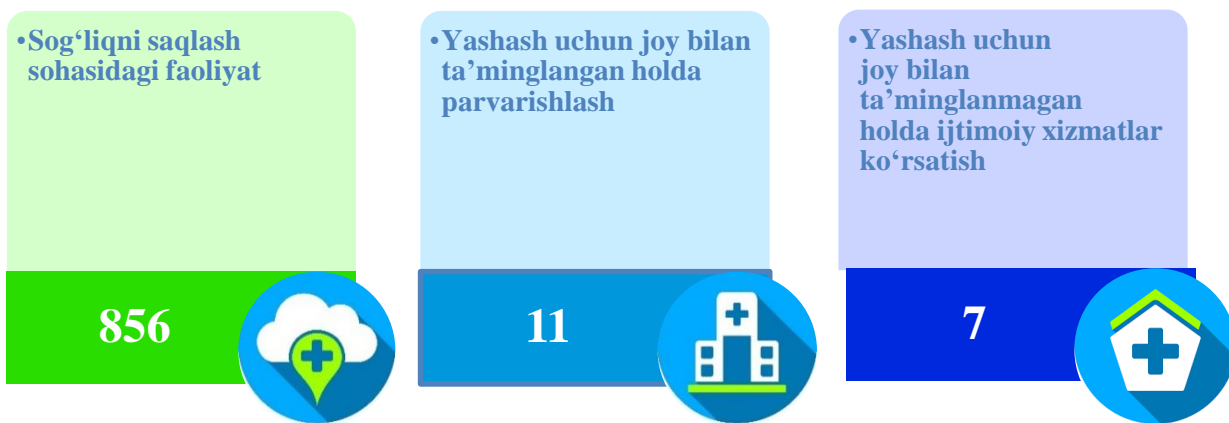 •Sog‘liqni saqlash
sohasidagi faoliyat
856
•Yashash uchun joy bilan
ta’minglangan holda
parvarishlash
11
•Yashash uchun
joy bilan
ta’minglanmagan
holda ijtimoiy xizmatlar
ko‘rsatish
7